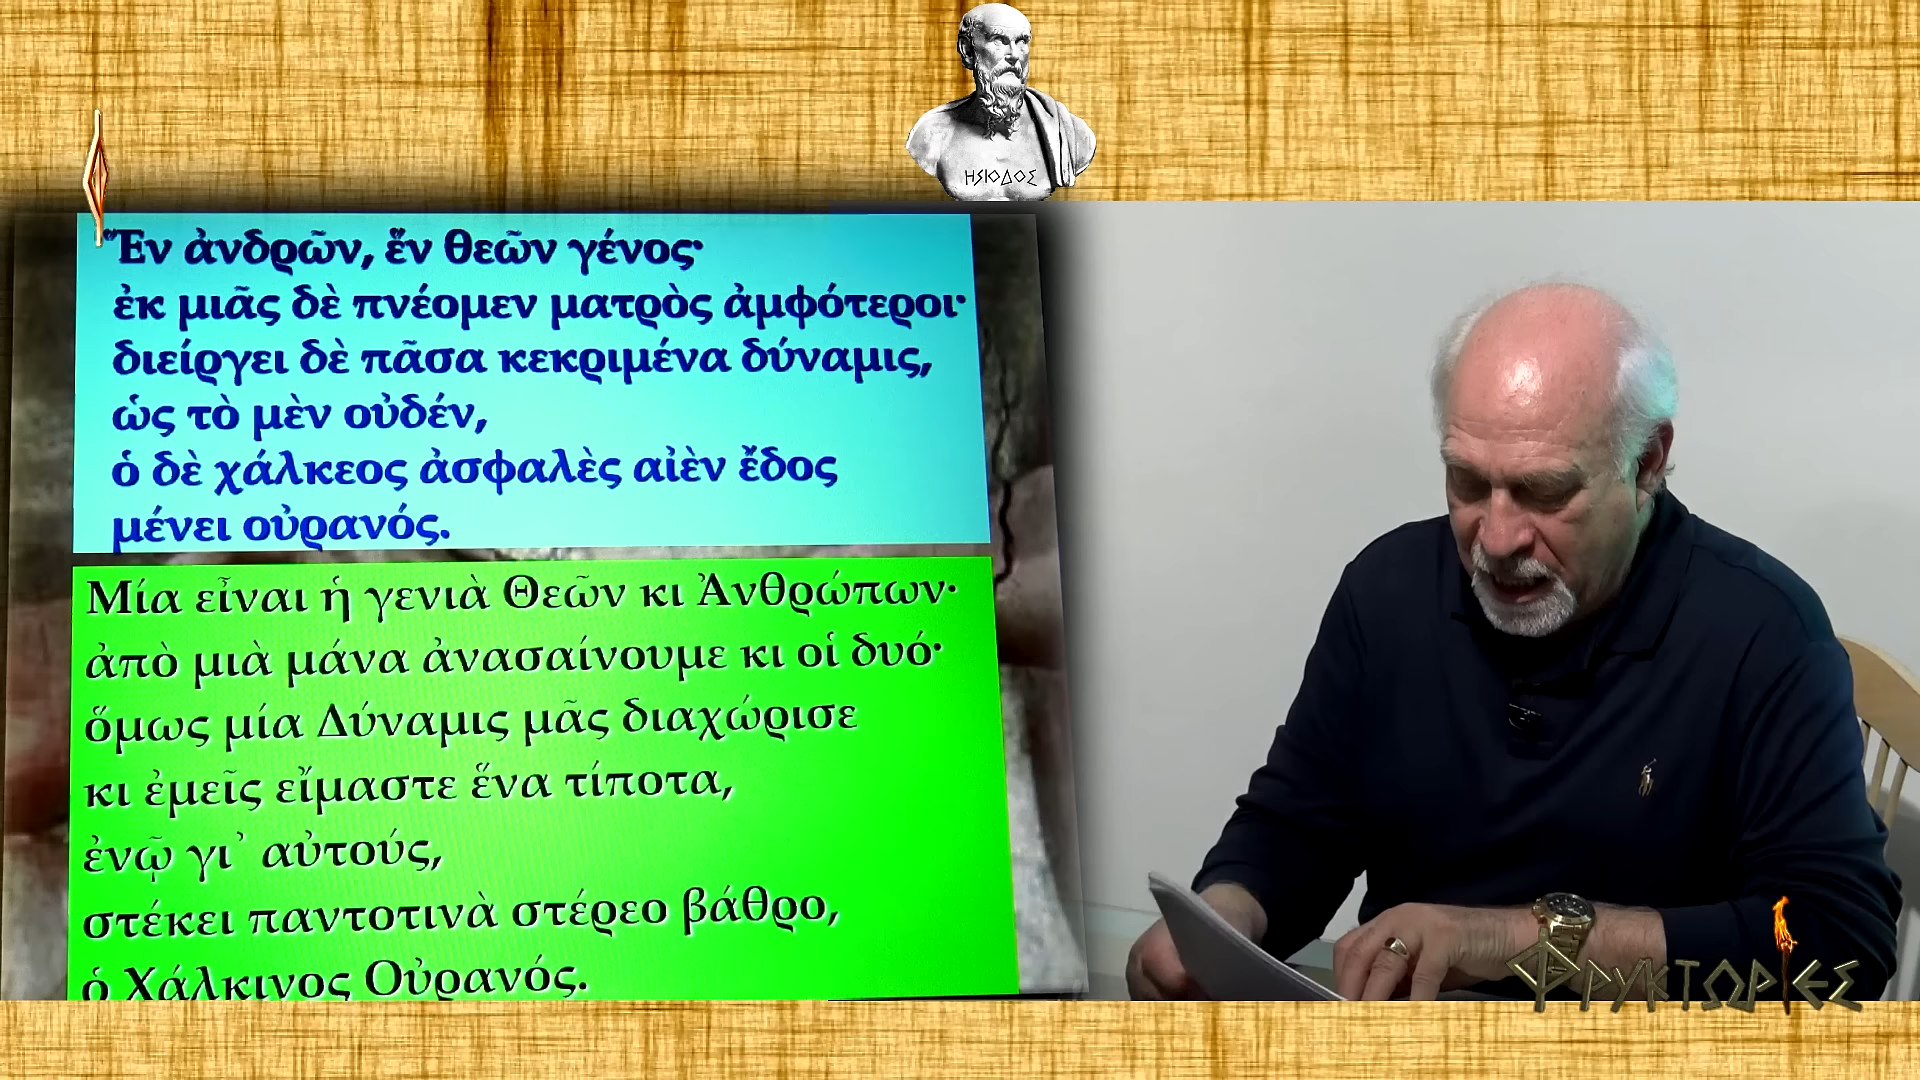 ΗΣΙΟΔΟΣ
Ἓν ἀνδρῶν, ἓν θεῶν γένος·
ἐκ μιᾶς δὲ πνέομεν ματρὸς ἀμφότεροι·
διείργει δὲ πᾶσα κεκριμένα δύναμις,
ὡς τὸ μὲν οὐδέν,
ὁ δὲ χάλκεος ἀσφαλὲς αἰὲν ἔδος
μένει οὐρανός.
Μία εἶναι ἡ γενιὰ Θεῶν κι Ἀνθρώπων·
ἀπὸ μιὰ μάνα ἀνασαίνουμε κι οἱ δυό·
ὅμως μία Δύναμις μᾶς διαχώρισε
κι ἐμεῖς εἴμαστε ἕνα τίποτα,
ἐνῷ γι᾽ αὐτούς,
στέκει παντοτινὰ στέρεο βάθρο,
ὁ Χάλκινος Οὐρανός.
ΦΡΥΚΤΩΡΙΕΣ